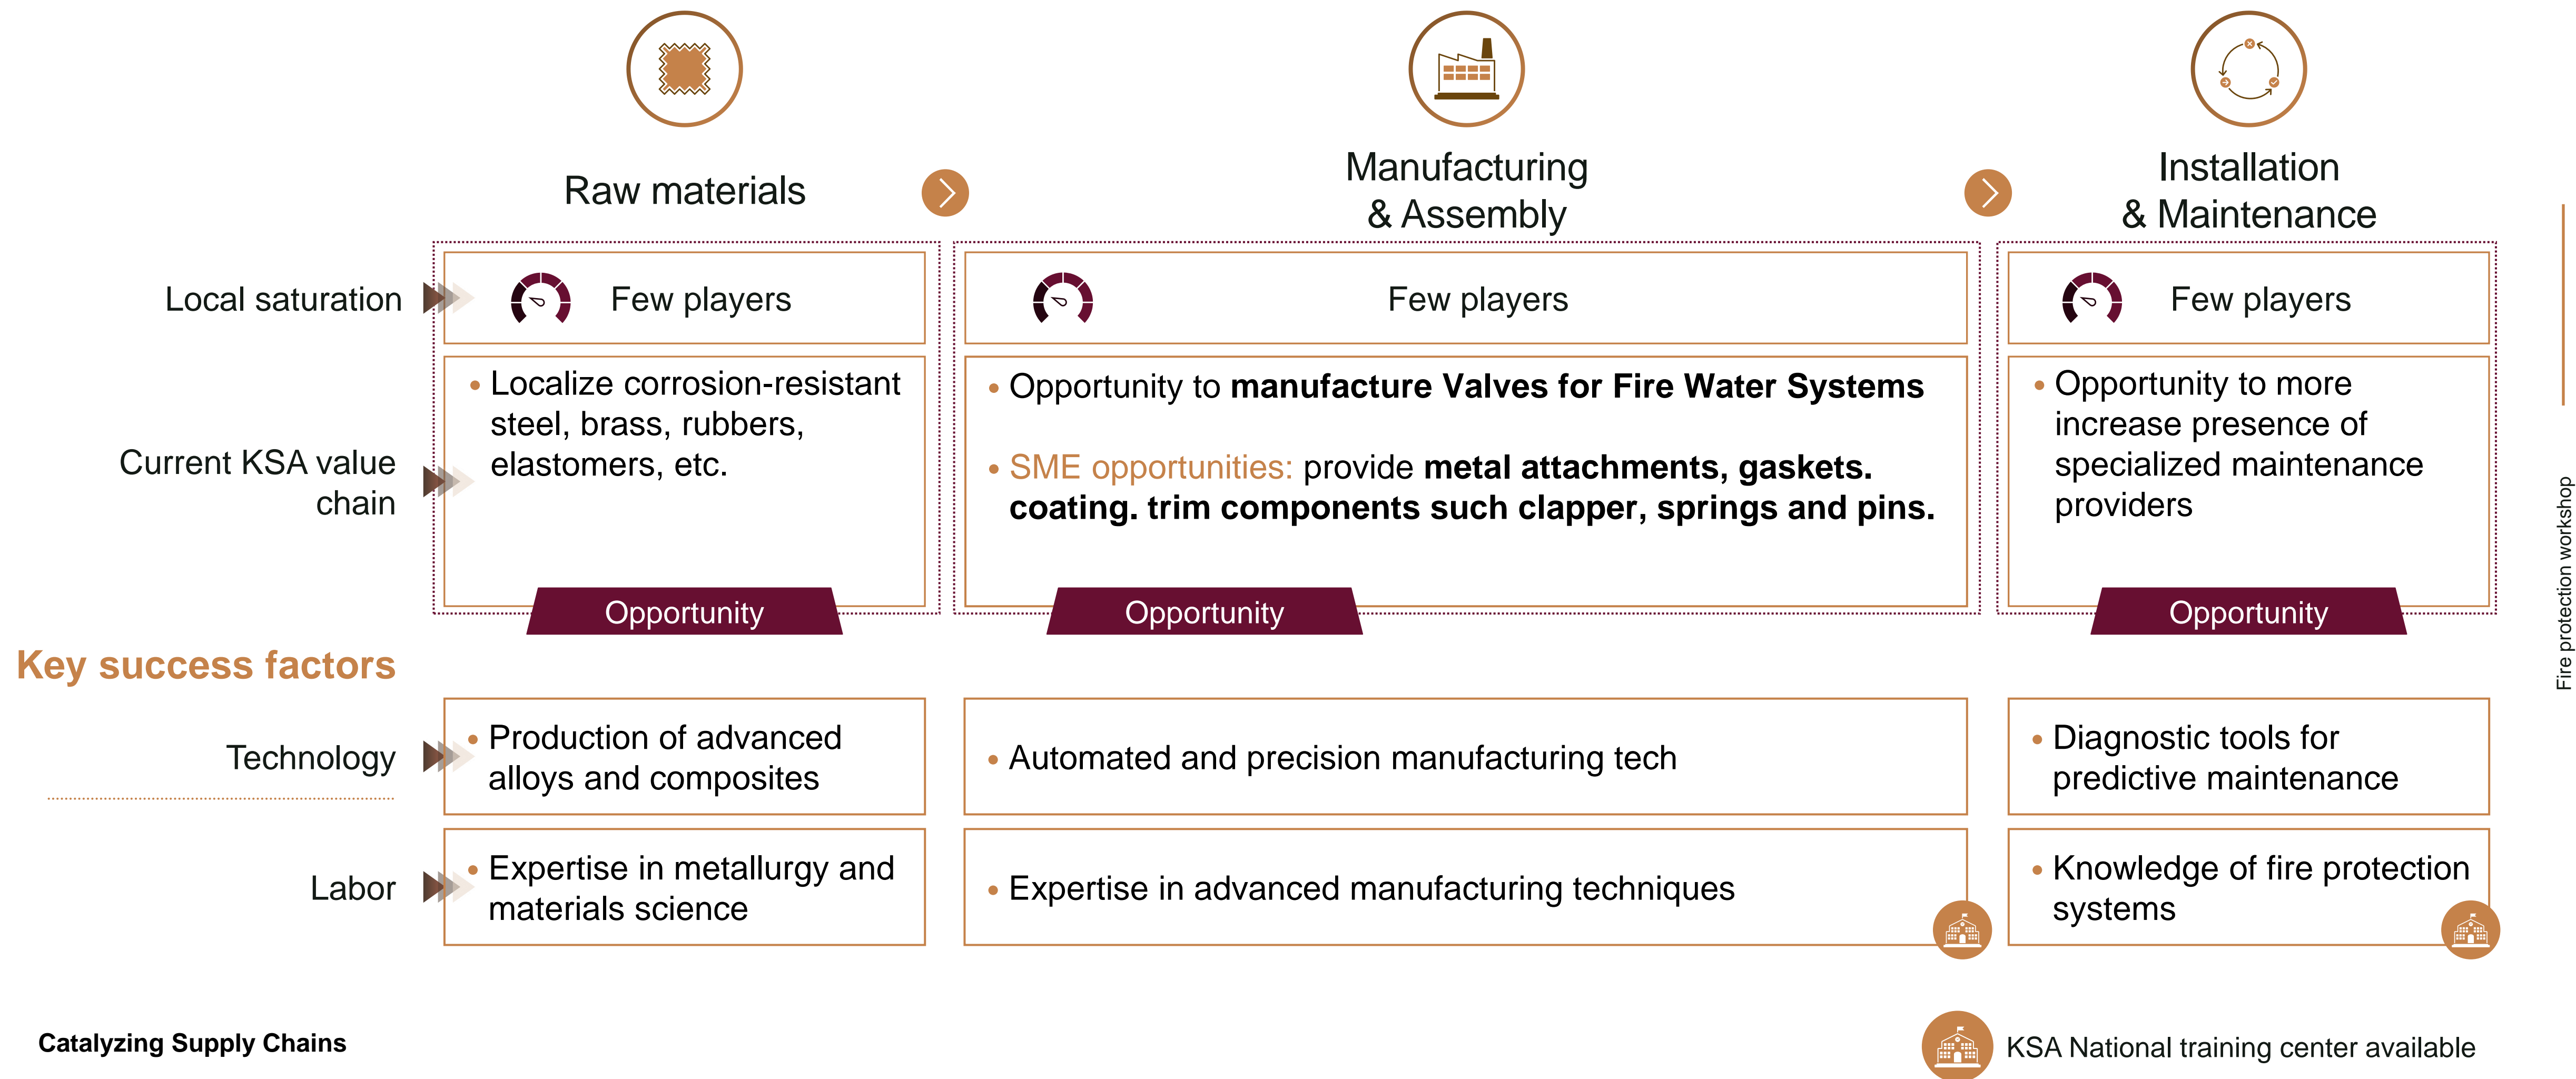 Raw materials
Manufacturing
& Assembly
Installation
& Maintenance
Local saturation
Few players
Few players
Few players
Current KSA value
chain
• Localize corrosion-resistant
steel, brass, rubbers,
elastomers, etc.
• Opportunity to manufacture Valves for Fire Water Systems
• SME opportunities: provide metal attachments, gaskets.
coating. trim components such clapper, springs and pins.
• Opportunity to more
increase presence of
specialized maintenance
providers
Opportunity
Opportunity
Opportunity
Key success factors
Technology
• Production of advanced
alloys and composites
• Automated and precision manufacturing tech
• Diagnostic tools for
predictive maintenance
Labor
• Expertise in metallurgy and
materials science
• Expertise in advanced manufacturing techniques
• Knowledge of fire protection
systems
Fire protection workshop
Catalyzing Supply Chains
KSA National training center available